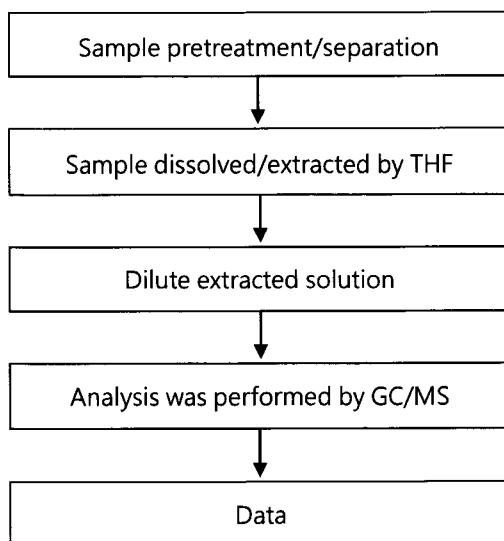 Sample pretreatment/separation
Sample dissolved/extracted by THF
Dilute extracted solution
Analysis was performed by GC/MS
Data